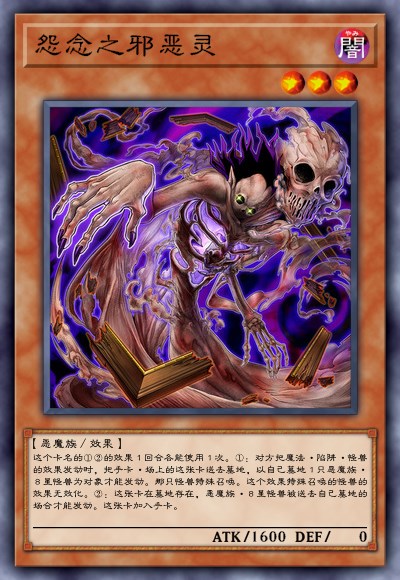 怨念之邪恶灵
やみ
闇
【恶魔族/效果】
这个卡名的①②的效果1回合各能使用1次。①:对方把魔法·陷阱·怪兽
的效果发动时,把手卡·场上的这张卡送去墓地,以自己墓地1只恶魔族·
8星怪兽为对象才能发动。那只怪兽特殊召唤。这个效果特殊召唤的怪兽的
效果无效化。②:这张卡在墓地存在,恶魔族·8星怪兽被送去自己墓地的
场合才能发动。这张卡加入手卡。
ATK/1600 DEF/ 0